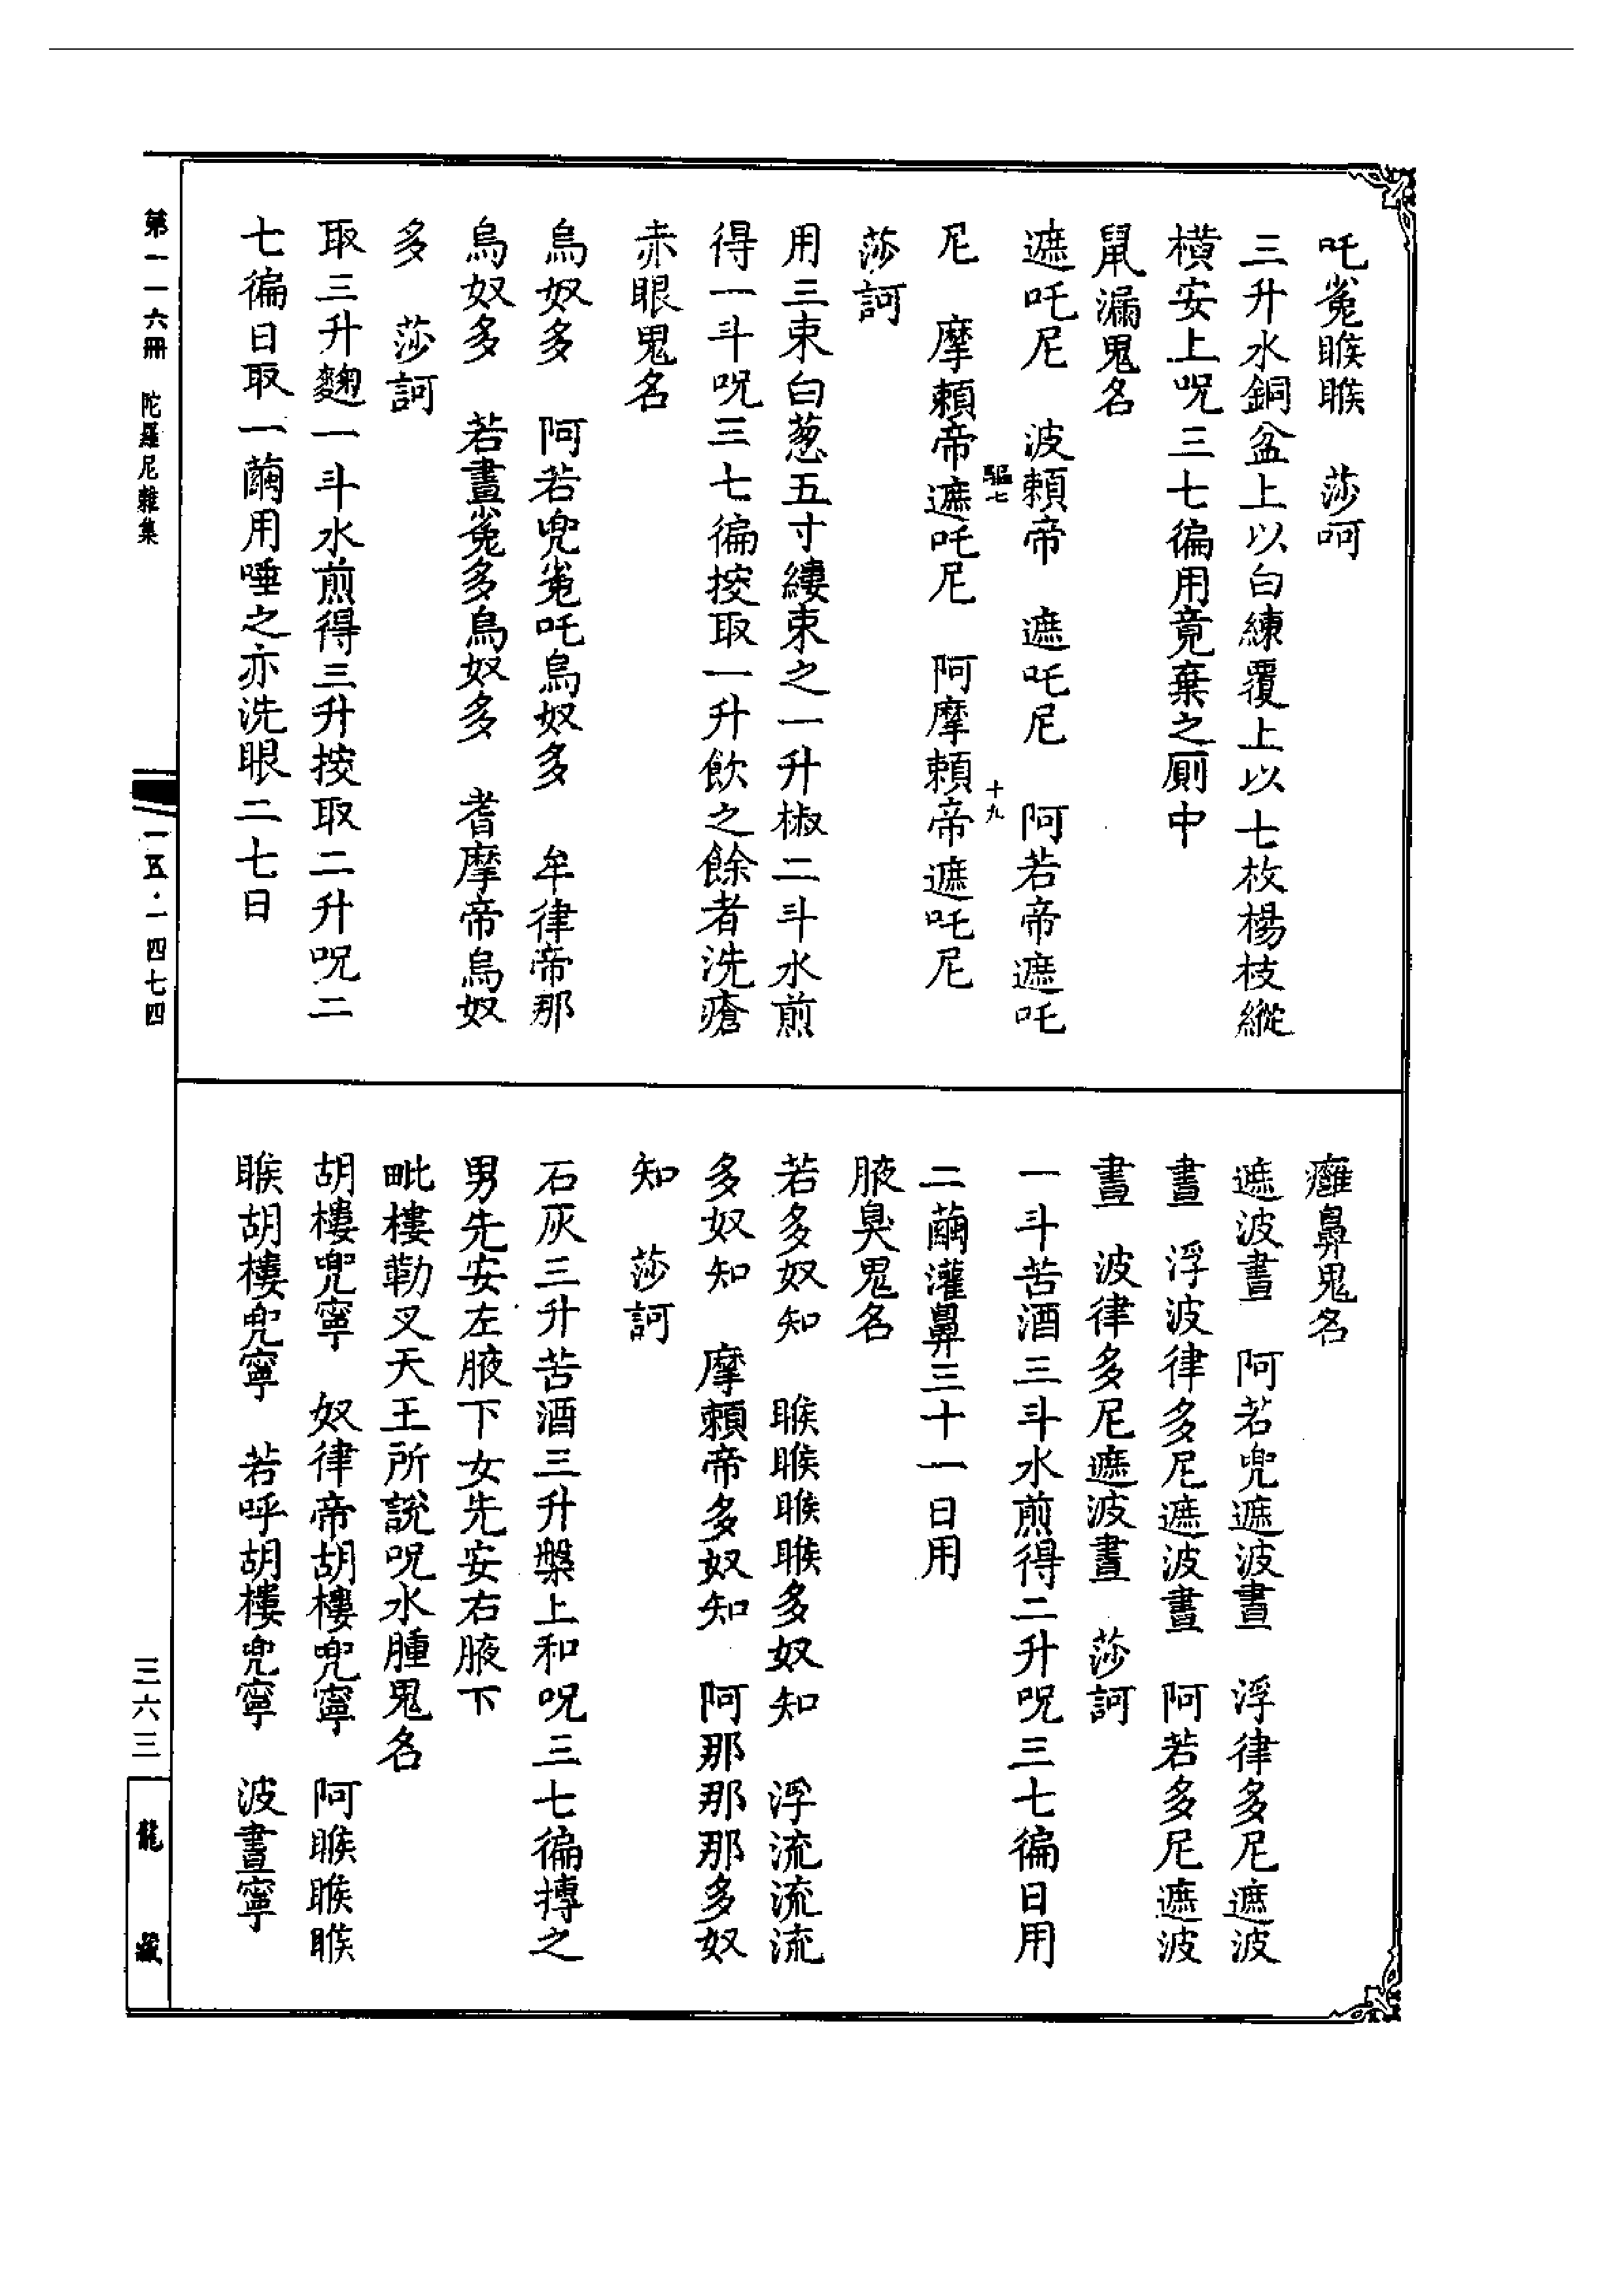 吒㝹睺睺　莎呵
三升水銅盆上以白練覆上以七枚楊枝縱
橫安上呪三七徧用竟棄之厠中
鼠漏鬼名
遮吒尼　波賴帝　遮吒尼　阿若帝遮吒
驅七　十九
尼　摩賴帝遮吒尼　阿摩賴帝遮吒尼
莎訶
用三束白葱五寸縷束之一升椒二斗水煎
得一斗呪三七徧按取一升飲之餘者洗瘡
赤眼鬼名
烏奴多　阿若兜㝹吒烏奴多　牟律帝那
烏奴多　若晝㝹多烏奴多　耆摩帝烏奴
多　莎訶
取三升麴一斗水煎得三升按取二升呪二
七徧日取一繭用唾之亦洗眼二七日
癰鼻鬼名
遮波晝　阿若兜遮波晝　浮律多尼遮波
晝　浮波律多尼遮波晝　阿若多尼遮波
晝　波律多尼遮波晝　莎訶
一斗苦酒三斗水煎得二升呪三七徧日用
二繭灌鼻三十一日用
腋臭鬼名
若多奴知　睺睺睺睺多奴知　浮流流流
多奴知　摩賴帝多奴知　阿那那那多奴
知　莎訶
石灰三升苦酒三升槃上和呪三七徧摶之
男先安左腋下女先安右腋下
毗樓勒叉天王所說呪水腫鬼名
胡樓兜寧　奴律帝胡樓兜寧　阿睺睺睺
睺胡樓兜寧　若呼胡樓兜寧　波晝寧
第一一六冊　陀羅尼雜集
一五・一四七四
三六三
龍藏